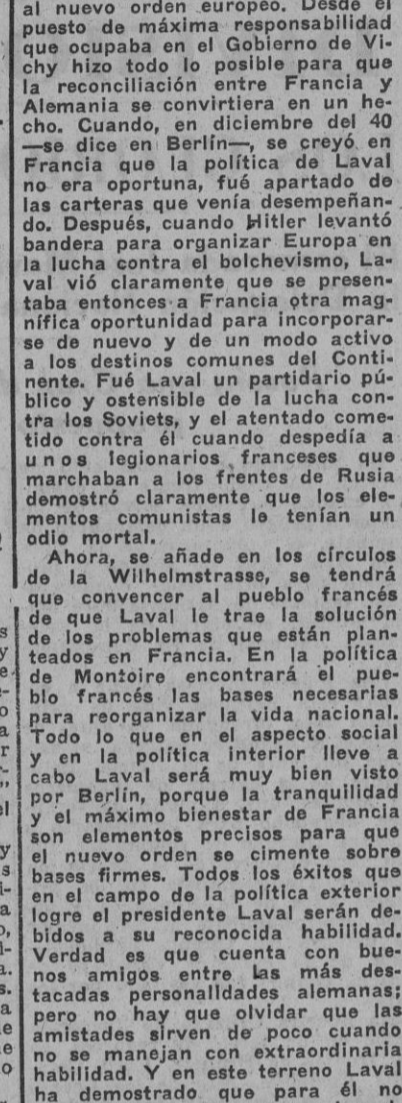 al nuevo orden europeo. Desde el
puesto de máxima responsabilidad
que ocupaba en el Gobierno de Vi-
chy hizo todo lo posible para que
la reconciliación entre Francia y
Alemania se convirtiera en un he-
cho. Cuando, en diciembre del 40
—se dice en Berlín—, se creyó en
Francia que la política de Laval
no era oportuna, fué apartado de
las carteras que venía desempeñan-
do. Después, cuando Hitler levantó
bandera para organizar Europa en
la lucha contra el bolchevismo, La-
val vió claramente que se presen-
taba entonces a Francia otra mag-
nífica oportunidad para incorporar-
se de nuevo y de un modo activo
a los destinos comunes del Conti-
nente. Fué Laval un partidario pú-
blico y ostensible de la lucha con-
tra los Soviets, y el atentado come-
tido contra él cuando despedía a
unos legionarios franceses que
marchaban a los frentes de Rusia
demostró claramente que los ele-
mentos comunistas le tenían un
odio mortal.
Ahora, se añade en los círculos
de la Wilhelmstrasse, se tendrá
que convencer al pueblo francés
de que Laval le trae la solución
de los problemas que están plan-
teados en Francia. En la política
de Montoire encontrará el pue-
blo francés las bases necesarias
para reorganizar la vida nacional.
Todo lo que en el aspecto social
y en la política interior lleve a
cabo Laval será muy bien visto
por Berlín, porque la tranquilidad
y el máximo bienestar de Francia
son elementos precisos para que
el nuevo orden se cimente sobre
bases firmes. Todos los éxitos que
en el campo de la política exterior
logre el presidente Laval serán de-
bidos a su reconocida habilidad.
Verdad es que cuenta con bue-
nos amigos entre las más des-
tacadas personalidades alemanas;
pero no hay que olvidar que las
amistades sirven de poco cuando
no se manejan con extraordinaria
habilidad. Y en este terreno Laval
ha demostrado que para él no